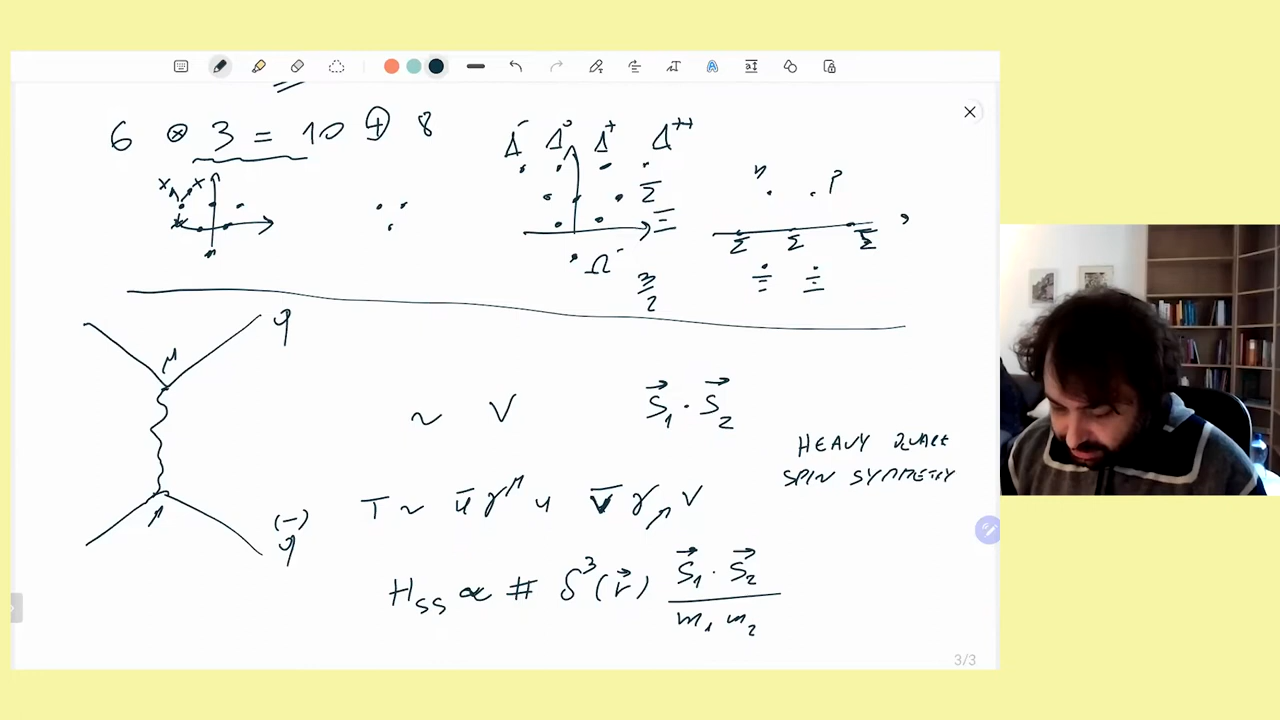 6 ⊗ 3 = 10 ⊕ 8
Δ⁻ Δ⁰ Δ⁺ Δ⁺⁺
x x
n p
Σ
Ξ
Σ Σ Σ
Ω⁻
Ξ Ξ
3/2
q
μ
~ V
S⃗₁ · S⃗₂
HEAVY QUARK
SPIN SYMMETRY
T ~ ū γ^μ u v̄ γ_μ v
(-)
q
H_SS ∝ # δ³(r⃗) S⃗₁ · S⃗₂
m₁ m₂
3/3